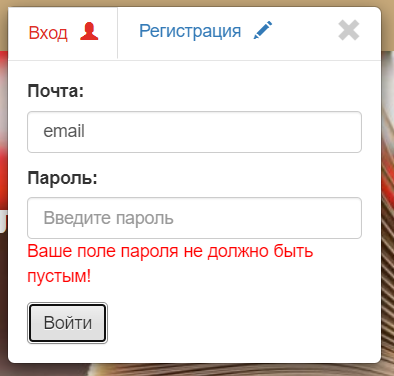 Вход Регистрация
Почта:
email
Пароль:
Введите пароль
Ваше поле пароля не должно быть
пустым!
Войти